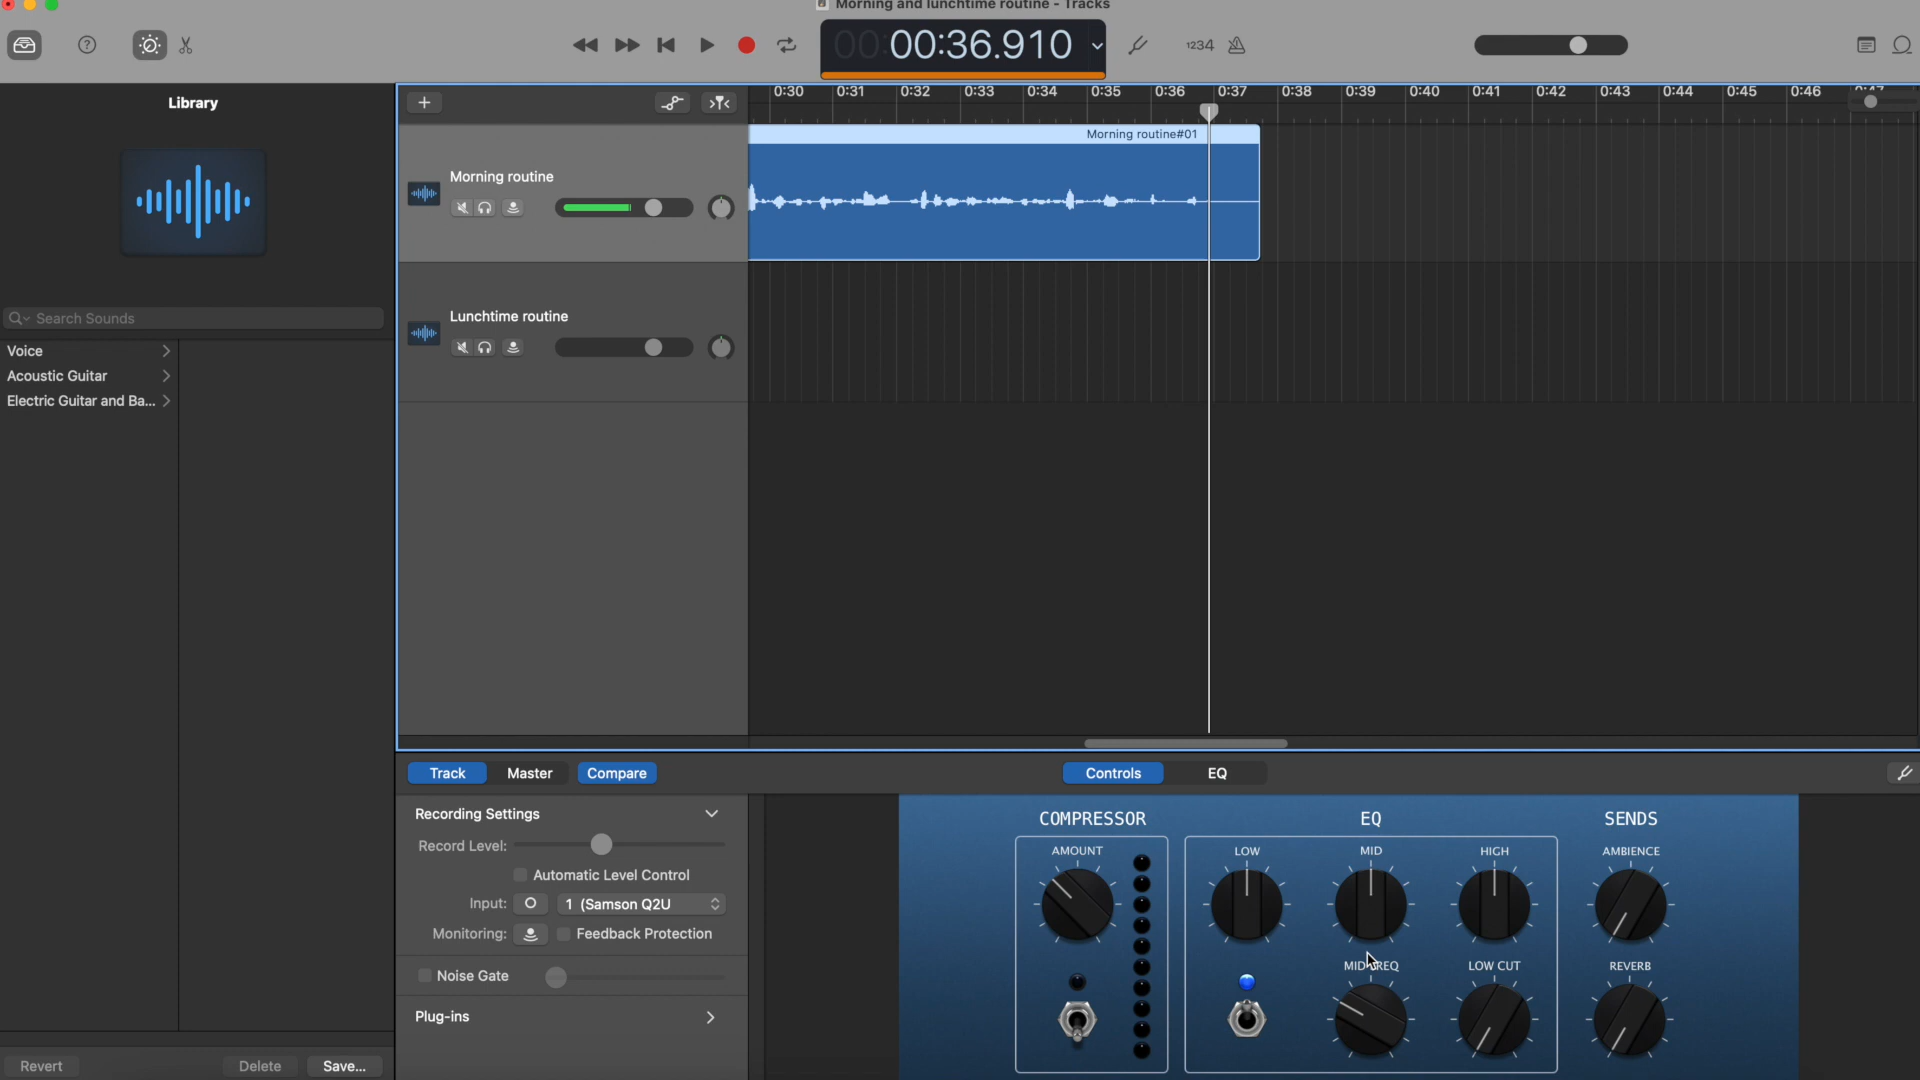 Morning and lunchtime routine - Tracks
00:00:36.910
1234
Library
0:30 0:31 0:32 0:33 0:34 0:35 0:36 0:37 0:38 0:39 0:40 0:41 0:42 0:43 0:44 0:45 0:46 0:47
Morning routine#01
Morning routine
Search Sounds
Lunchtime routine
Voice
Acoustic Guitar
Electric Guitar and Ba...
Track Master Compare Controls EQ
Recording Settings
Record Level:
Automatic Level Control
Input: 1 (Samson Q2U
Monitoring: Feedback Protection
Noise Gate
Plug-ins
COMPRESSOR EQ SENDS
AMOUNT LOW MID HIGH AMBIENCE
LOW CUT REVERB
Revert Delete Save...